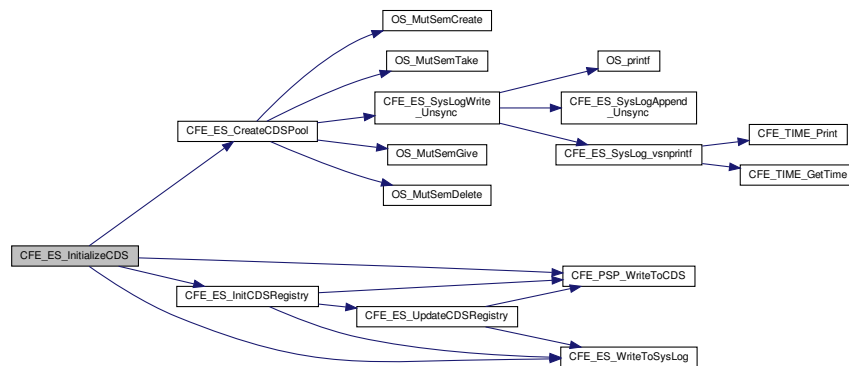 OS_MutSemCreate
OS_MutSemTake
OS_printf
CFE_ES_SysLogWrite
_Unsync
CFE_ES_SysLogAppend
_Unsync
CFE_ES_CreateCDSPool
CFE_TIME_Print
OS_MutSemGive
CFE_ES_SysLog_vsnprintf
CFE_TIME_GetTime
OS_MutSemDelete
CFE_ES_InitializeCDS
CFE_PSP_WriteToCDS
CFE_ES_InitCDSRegistry
CFE_ES_UpdateCDSRegistry
CFE_ES_WriteToSysLog